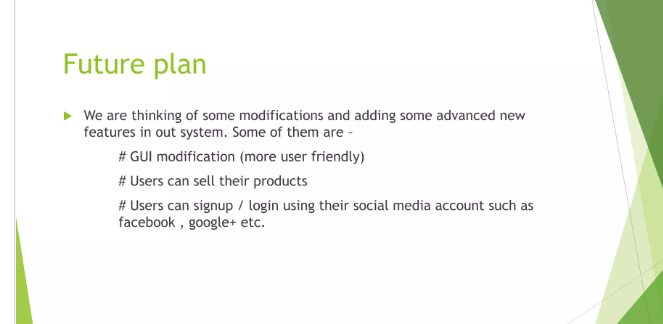 Future plan
We are thinking of some modifications and adding some advanced new
features in out system. Some of them are –
# GUI modification (more user friendly)
# Users can sell their products
# Users can signup / login using their social media account such as
facebook , google+ etc.